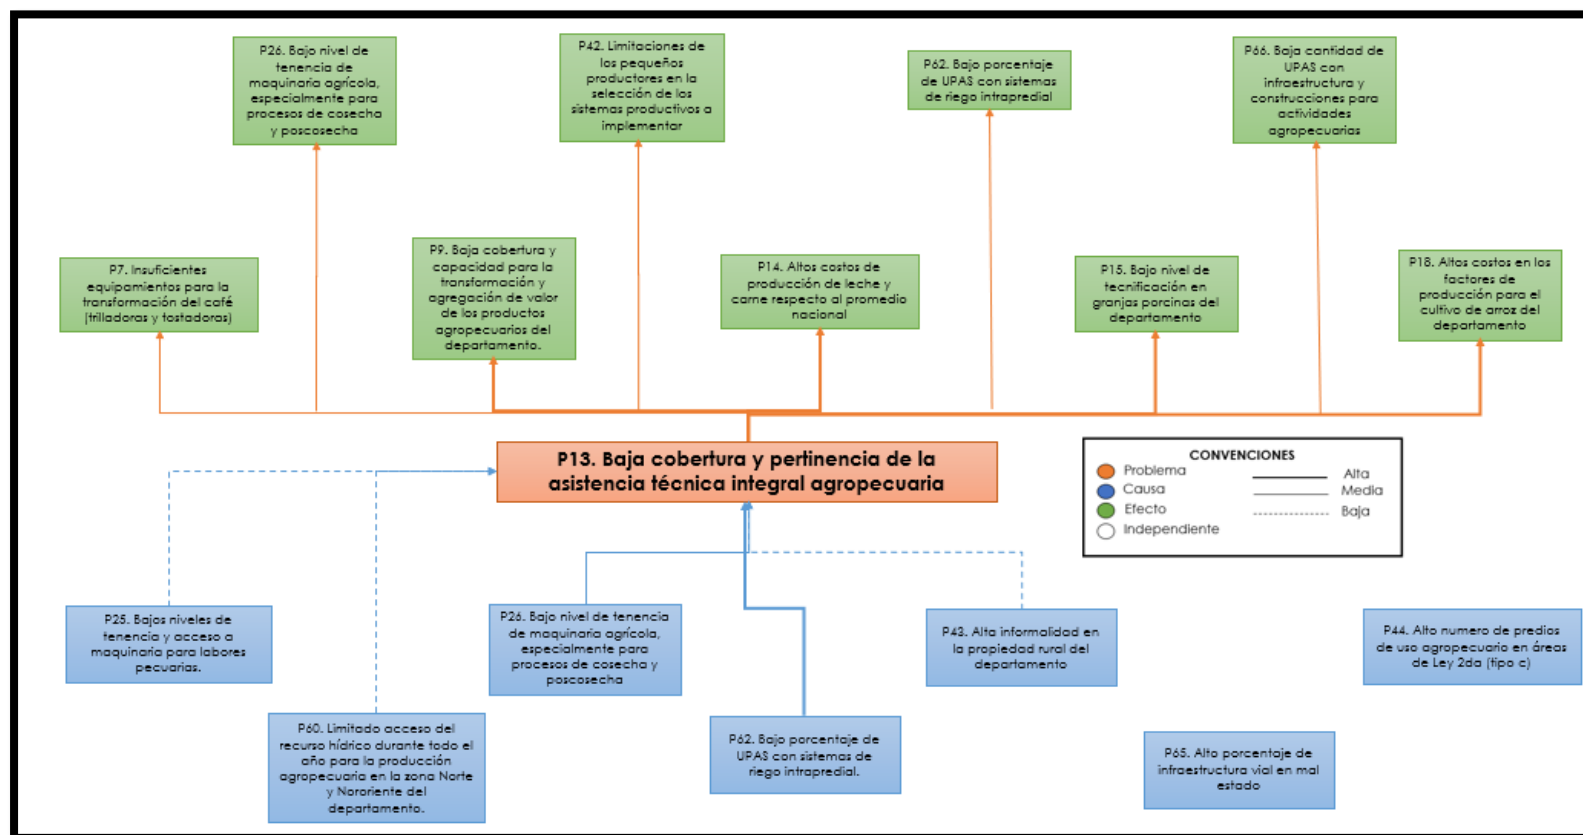 P26. Bajo nivel de
tenencia de
maquinaria agrícola,
especialmente para
procesos de cosecha
y poscosecha
P42. Limitaciones de
los pequeños
productores en la
selección de los
sistemas productivos a
implementar
P62. Bajo porcentaje
de UPAS con sistemas
de riego intrapredial
P66. Baja cantidad de
UPAS con
infraestructura y
construcciones para
actividades
agropecuarias
P7. Insuficientes
equipamientos para la
transformación del café
(trilladoras y tostadoras)
P9. Baja cobertura y
capacidad para la
transformación y
agregación de valor
de los productos
agropecuarios del
departamento.
P14. Altos costos de
producción de leche y
carne respecto al promedio
nacional
P15. Bajo nivel de
tecnificación en
granjas porcinas del
departamento
P18. Altos costos en los
factores de
producción para el
cultivo de arroz del
departamento
P13. Baja cobertura y pertinencia de la
asistencia técnica integral agropecuaria
CONVENCIONES
Problema
Causa
Efecto
Independiente
Alta
Media
Baja
P25. Bajos niveles de
tenencia y acceso a
maquinaria para labores
pecuarias.
P26. Bajo nivel de tenencia
de maquinaria agrícola,
especialmente para
procesos de cosecha y
poscosecha
P43. Alta informalidad en
la propiedad rural del
departamento
P44. Alto numero de predios
de uso agropecuario en áreas
de Ley 2da (tipo c)
P60. Limitado acceso del
recurso hídrico durante todo el
año para la producción
agropecuaria en la zona Norte
y Nororiente del
departamento.
P62. Bajo porcentaje de
UPAS con sistemas de
riego intrapredial.
P65. Alto porcentaje de
infraestructura vial en mal
estado